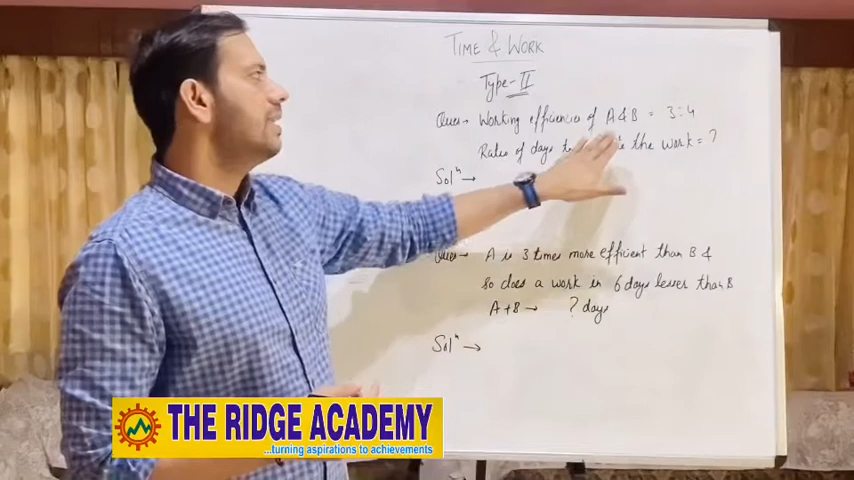 TIME & WORK
Type-II
Ques→ Working efficiencies of A&B = 3:4
Ratio of days the work = ?
Solⁿ→
Ques→ A is 3 times more efficient than B &
so does a work in 6 days lesser than B
A+B→ ? days
Solⁿ→
THE RIDGE ACADEMY
...turning aspirations to achievements